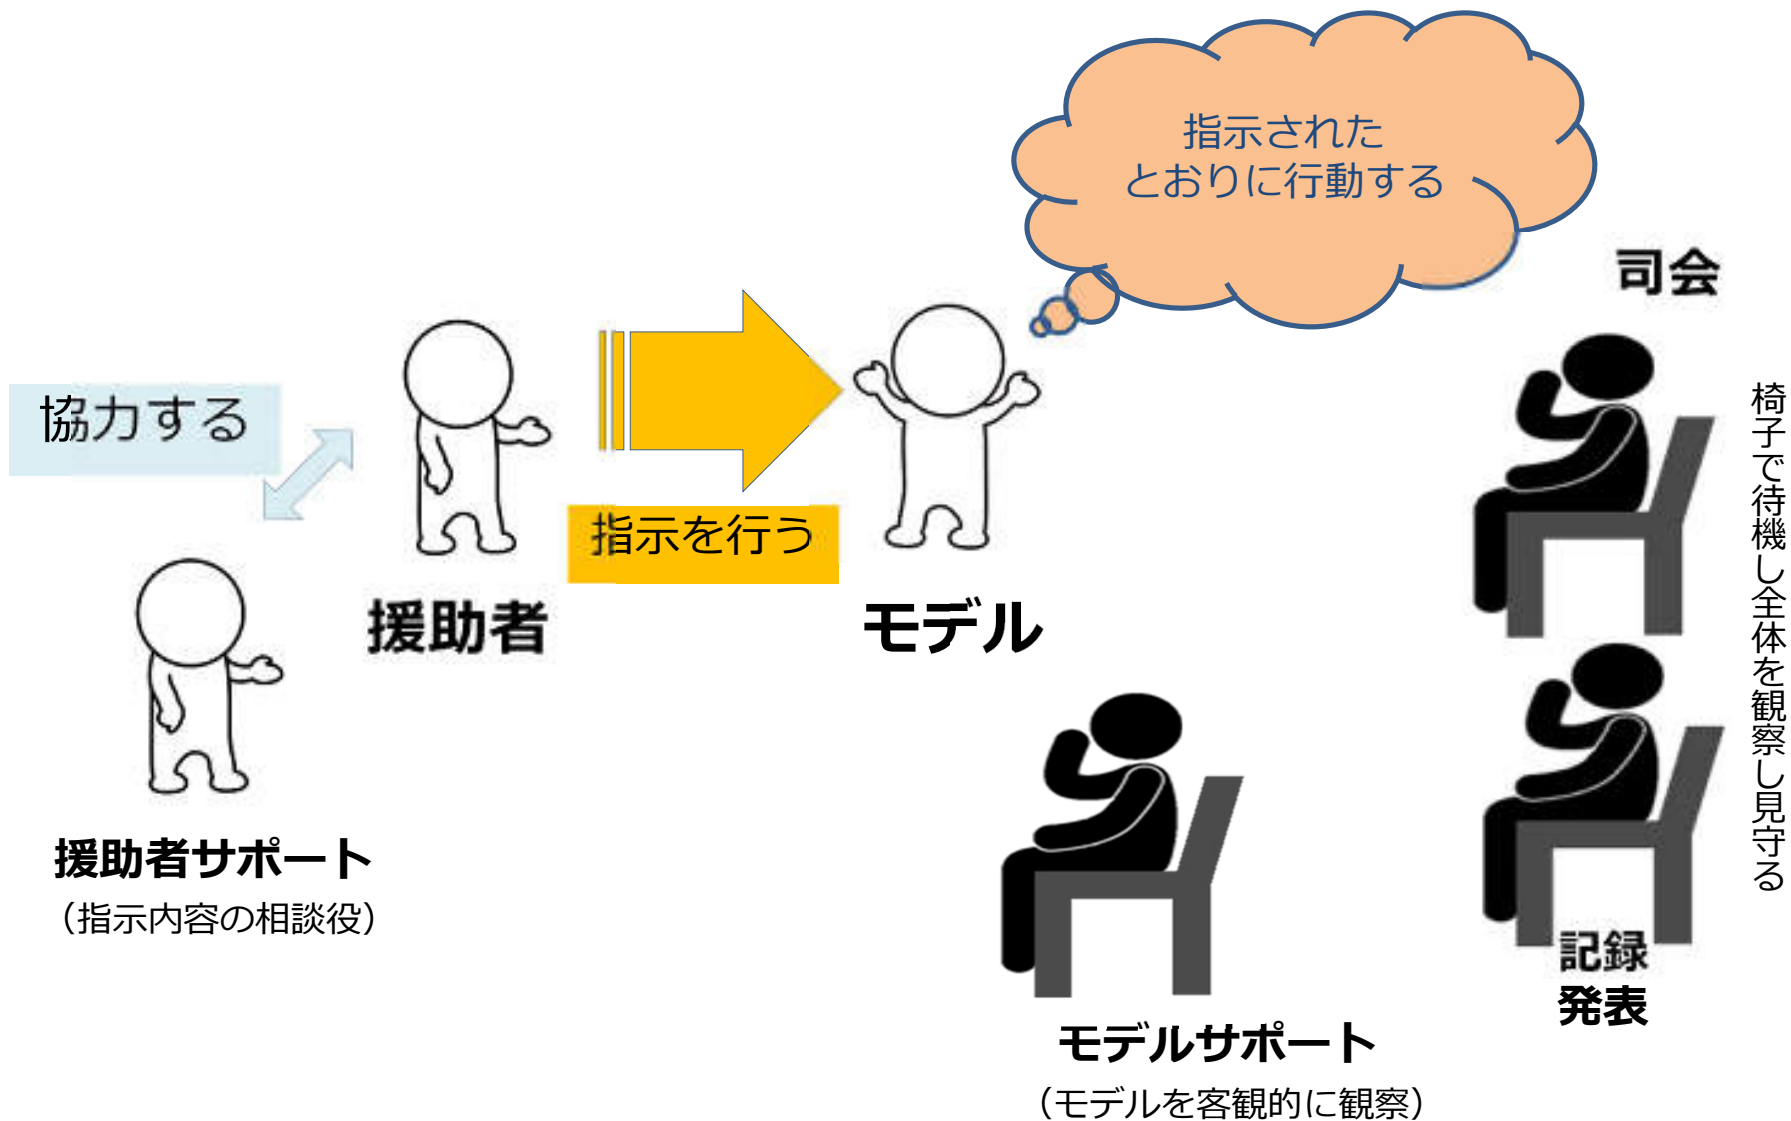 指示された
とおりに行動する
司会
協力する
指示を行う
援助者
モデル
椅子で待機し全体を観察し見守る
援助者サポート
（指示内容の相談役）
記録
発表
モデルサポート
（モデルを客観的に観察）